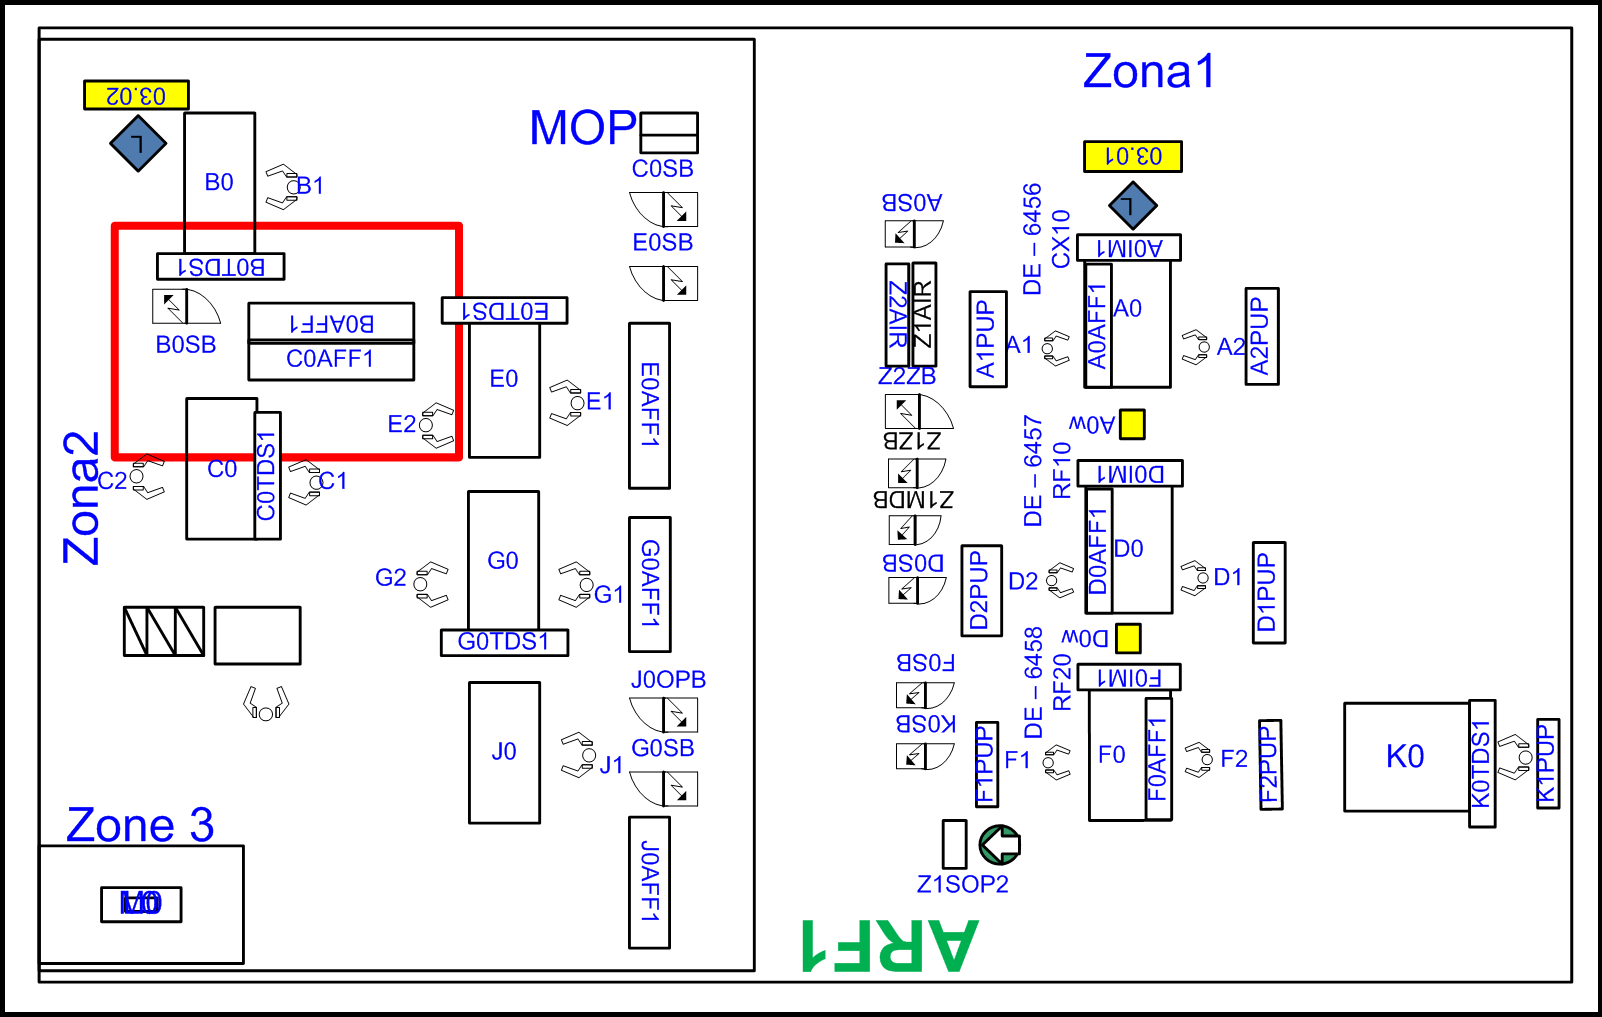 Zona1
03.02
MOP
B0
B1
C0SB
03.01
L
L
A0SB
DE – 6456
CX10
E0SB
A0IM1
B0TDS1
B0SB
B0AFF1
C0AFF1
E0TDS1
E0
E1
E2
E0AFF1
Z2AIR
Z1AIR
A1PUP
A1
A0AFF1
A0
A2
A2PUP
Z2ZB
Z1ZB
Z1MDB
D0SB
DE – 6457
RF10
A0w
D0IM1
Zona2
C2
C0
C0TDS1
C1
G2
G0
G1
G0TDS1
G0AFF1
D2PUP
D2
D0AFF1
D0
D1
D1PUP
D0w
F0SB
K0SB
DE – 6458
RF20
F0IM1
J0OPB
G0SB
J0
J1
J0AFF1
F1PUP
F1
F0
F0AFF1
F2
F2PUP
K0
K0TDS1
K1PUP
Z1SOP2
Zone 3
ARF1